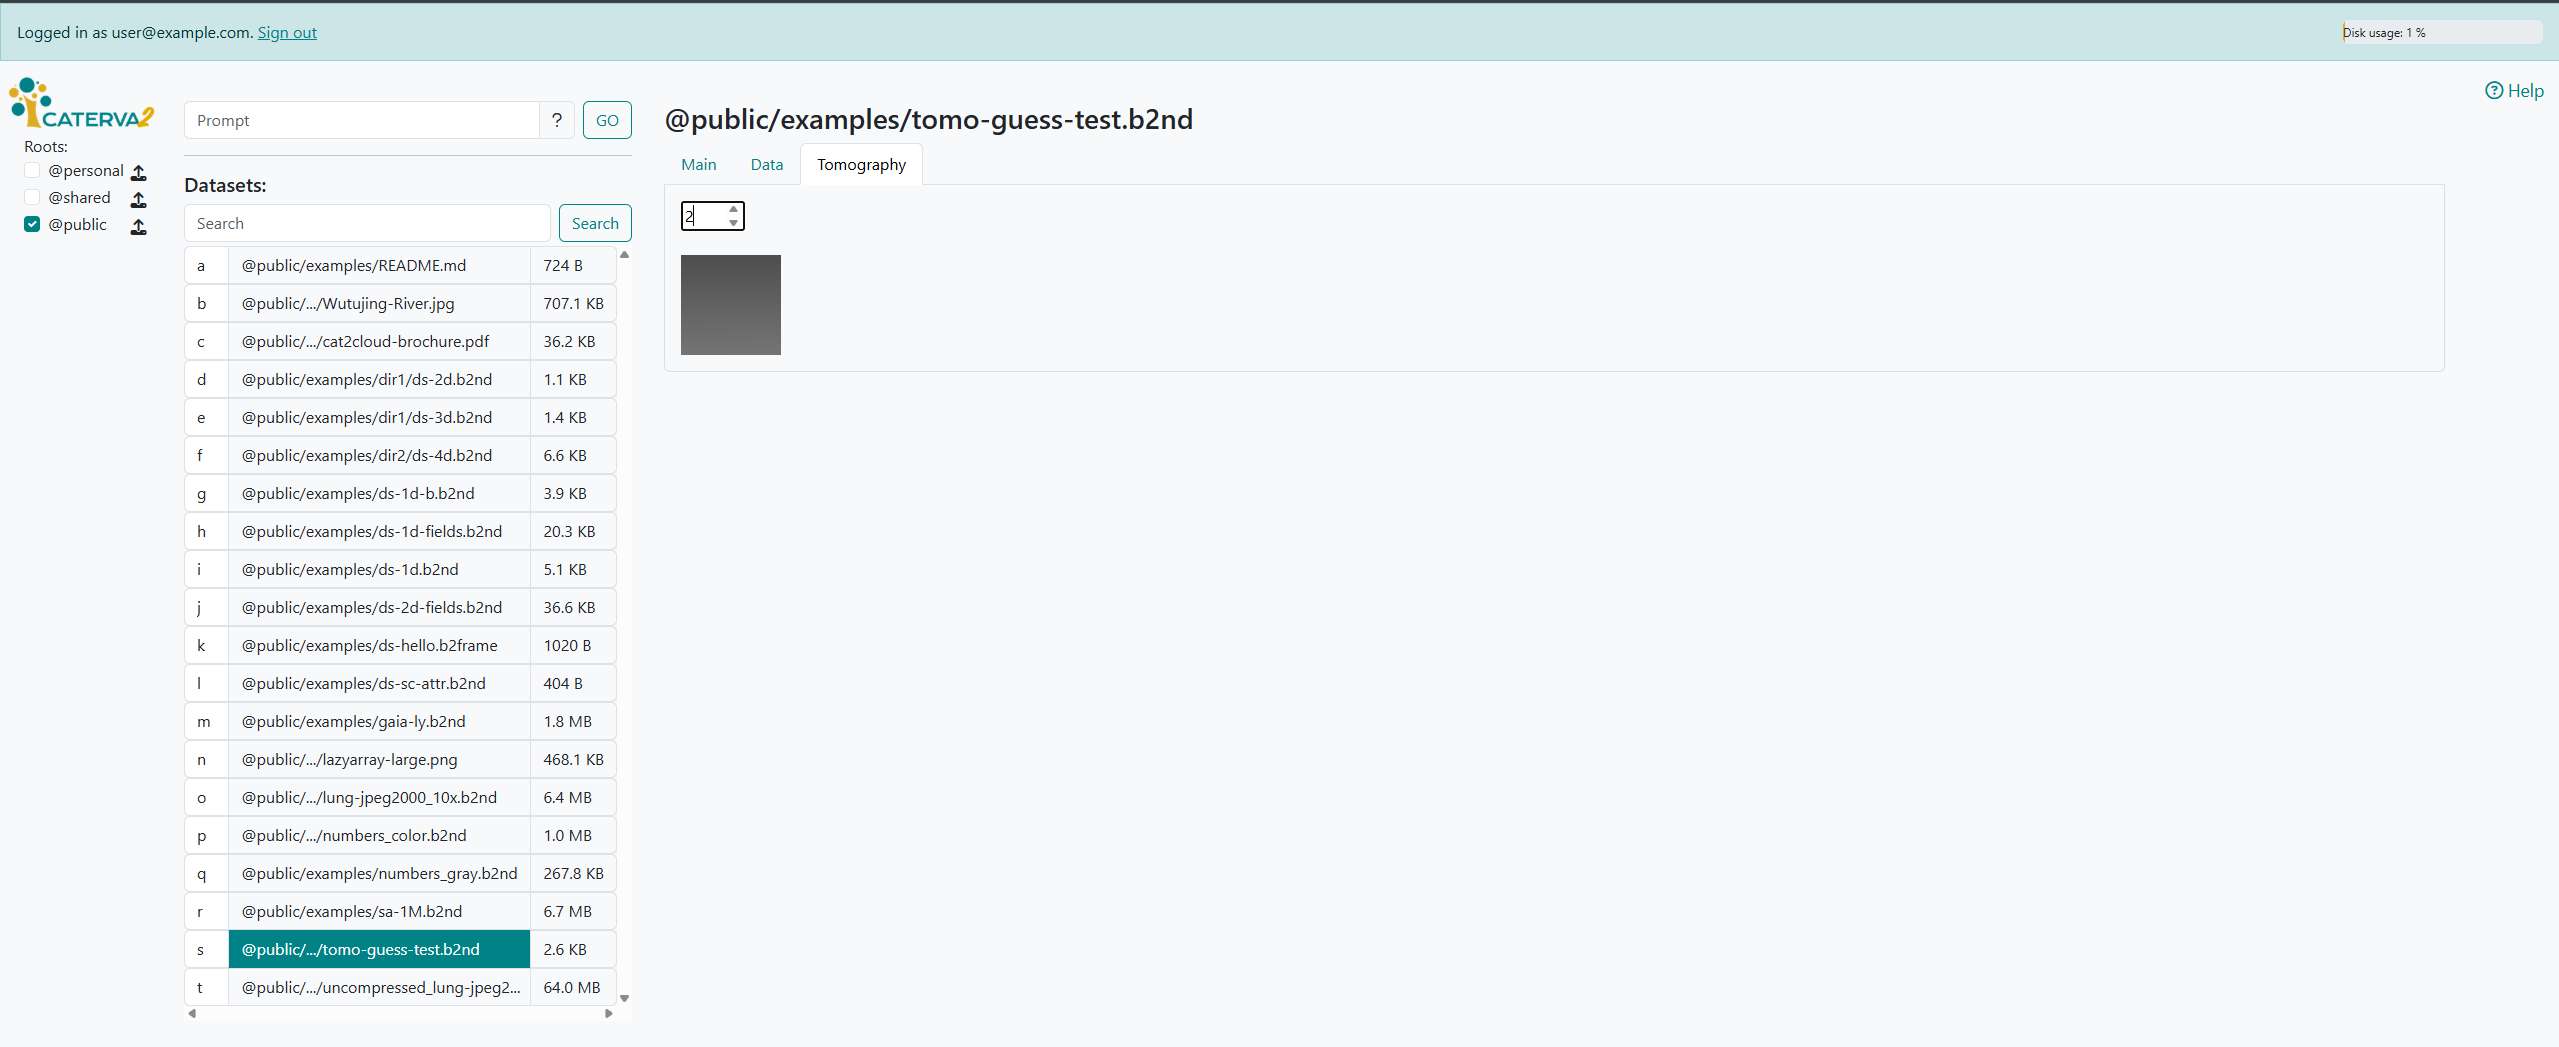 Logged in as user@example.com. Sign out
Disk usage: 1 %
CATERVA2
Help
Roots:
@personal
@shared
@public
Prompt
?
GO
Datasets:
Search
Search
a @public/examples/README.md 724 B
b @public/.../Wutujing-River.jpg 707.1 KB
c @public/.../cat2cloud-brochure.pdf 36.2 KB
d @public/examples/dir1/ds-2d.b2nd 1.1 KB
e @public/examples/dir1/ds-3d.b2nd 1.4 KB
f @public/examples/dir2/ds-4d.b2nd 6.6 KB
g @public/examples/ds-1d-b.b2nd 3.9 KB
h @public/examples/ds-1d-fields.b2nd 20.3 KB
i @public/examples/ds-1d.b2nd 5.1 KB
j @public/examples/ds-2d-fields.b2nd 36.6 KB
k @public/examples/ds-hello.b2frame 1020 B
l @public/examples/ds-sc-attr.b2nd 404 B
m @public/examples/gaia-ly.b2nd 1.8 MB
n @public/.../lazyarray-large.png 468.1 KB
o @public/.../lung-jpeg2000_10x.b2nd 6.4 MB
p @public/.../numbers_color.b2nd 1.0 MB
q @public/examples/numbers_gray.b2nd 267.8 KB
r @public/examples/sa-1M.b2nd 6.7 MB
s @public/.../tomo-guess-test.b2nd 2.6 KB
t @public/.../uncompressed_lung-jpeg2... 64.0 MB
@public/examples/tomo-guess-test.b2nd
Main Data Tomography
2